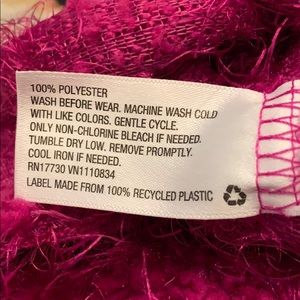 100% POLYESTER
WASH BEFORE WEAR. MACHINE WASH COLD
WITH LIKE COLORS. GENTLE CYCLE.
ONLY NON-CHLORINE BLEACH IF NEEDED.
TUMBLE DRY LOW. REMOVE PROMPTLY.
COOL IRON IF NEEDED.
RN17730 VN1110834
LABEL MADE FROM 100% RECYCLED PLASTIC